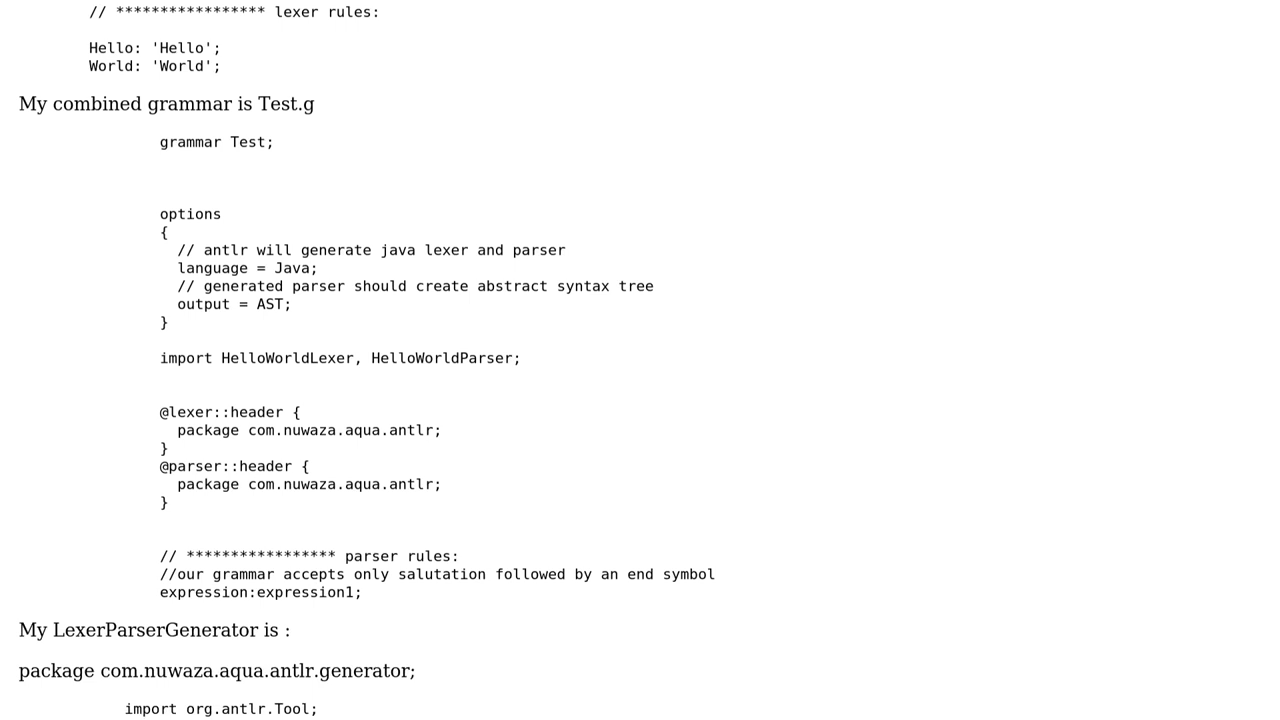 // ***************** lexer rules:
Hello: 'Hello';
World: 'World';
My combined grammar is Test.g
grammar Test;
options
{
// antlr will generate java lexer and parser
language = Java;
// generated parser should create abstract syntax tree
output = AST;
}
import HelloWorldLexer, HelloWorldParser;
@lexer::header {
package com.nuwaza.aqua.antlr;
}
@parser::header {
package com.nuwaza.aqua.antlr;
}
// ***************** parser rules:
//our grammar accepts only salutation followed by an end symbol
expression:expression1;
My LexerParserGenerator is :
package com.nuwaza.aqua.antlr.generator;
import org.antlr.Tool;